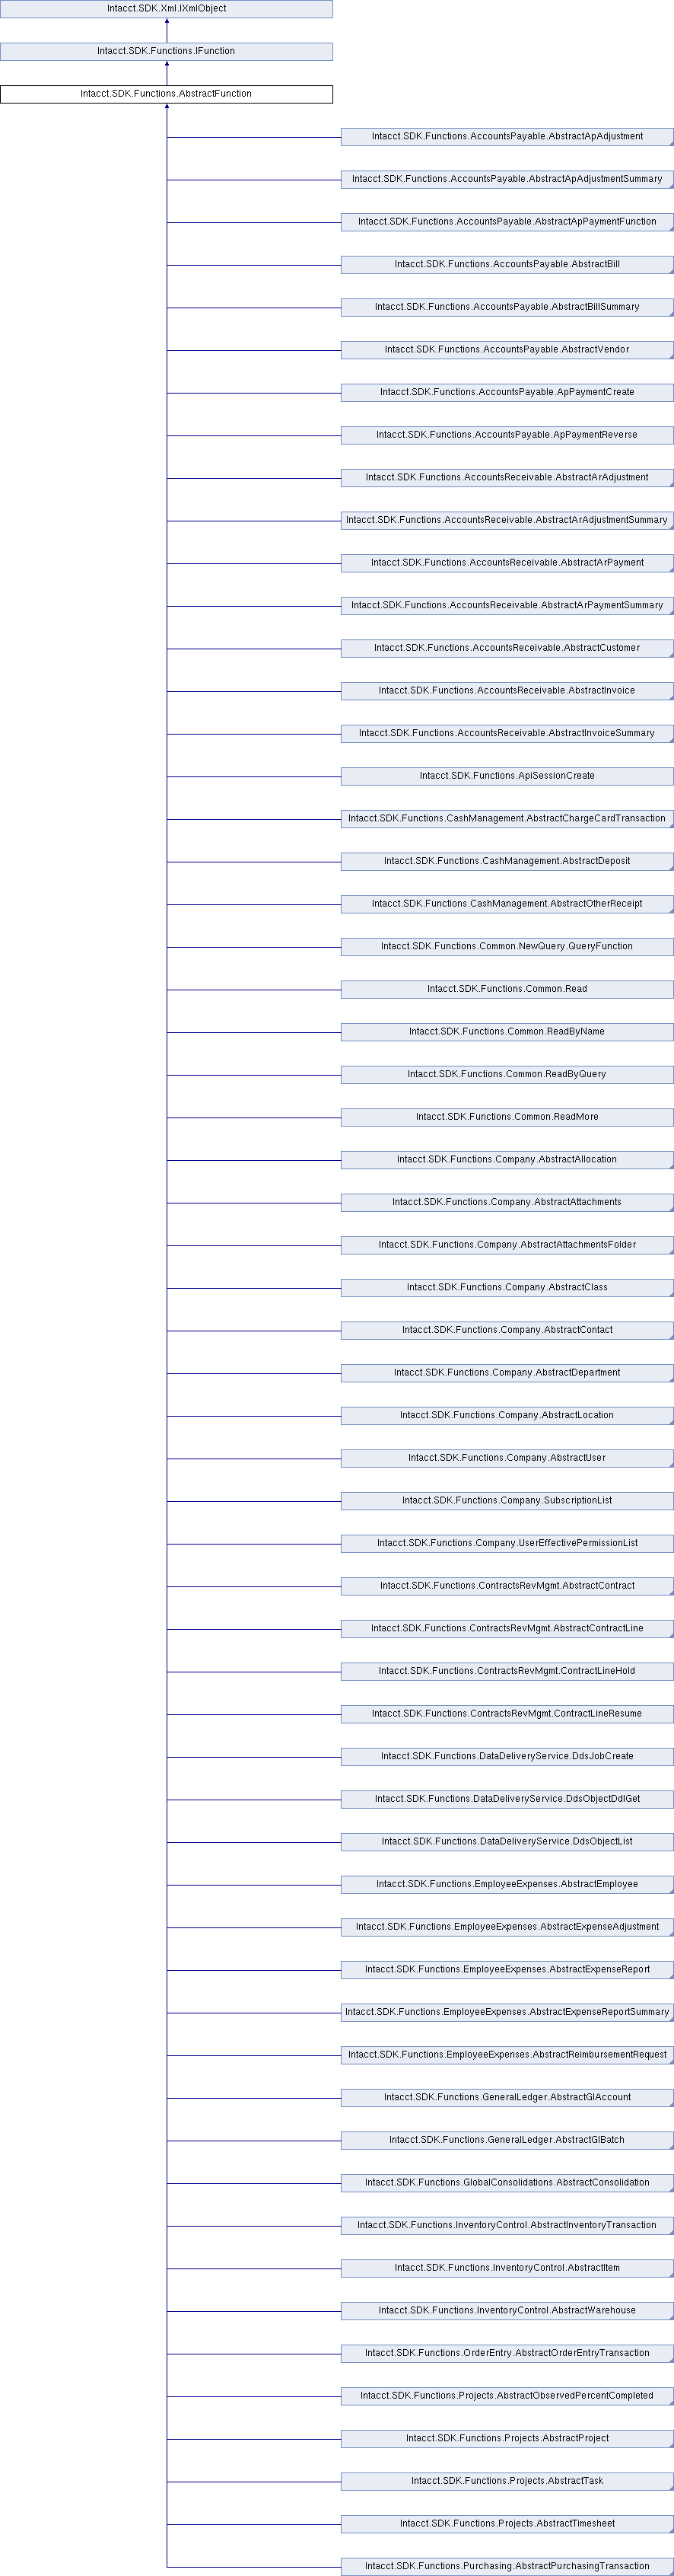 Intacct.SDK.Xml.IXmlObject
Intacct.SDK.Functions.IFunction
Intacct.SDK.Functions.AbstractFunction
Intacct.SDK.Functions.AccountsPayable.AbstractApAdjustment
Intacct.SDK.Functions.AccountsPayable.AbstractApAdjustmentSummary
Intacct.SDK.Functions.AccountsPayable.AbstractApPaymentFunction
Intacct.SDK.Functions.AccountsPayable.AbstractBill
Intacct.SDK.Functions.AccountsPayable.AbstractBillSummary
Intacct.SDK.Functions.AccountsPayable.AbstractVendor
Intacct.SDK.Functions.AccountsPayable.ApPaymentCreate
Intacct.SDK.Functions.AccountsPayable.ApPaymentReverse
Intacct.SDK.Functions.AccountsReceivable.AbstractArAdjustment
Intacct.SDK.Functions.AccountsReceivable.AbstractArAdjustmentSummary
Intacct.SDK.Functions.AccountsReceivable.AbstractArPayment
Intacct.SDK.Functions.AccountsReceivable.AbstractArPaymentSummary
Intacct.SDK.Functions.AccountsReceivable.AbstractCustomer
Intacct.SDK.Functions.AccountsReceivable.AbstractInvoice
Intacct.SDK.Functions.AccountsReceivable.AbstractInvoiceSummary
Intacct.SDK.Functions.ApiSessionCreate
Intacct.SDK.Functions.CashManagement.AbstractChargeCardTransaction
Intacct.SDK.Functions.CashManagement.AbstractDeposit
Intacct.SDK.Functions.CashManagement.AbstractOtherReceipt
Intacct.SDK.Functions.Common.NewQuery.QueryFunction
Intacct.SDK.Functions.Common.Read
Intacct.SDK.Functions.Common.ReadByName
Intacct.SDK.Functions.Common.ReadByQuery
Intacct.SDK.Functions.Common.ReadMore
Intacct.SDK.Functions.Company.AbstractAllocation
Intacct.SDK.Functions.Company.AbstractAttachments
Intacct.SDK.Functions.Company.AbstractAttachmentsFolder
Intacct.SDK.Functions.Company.AbstractClass
Intacct.SDK.Functions.Company.AbstractContact
Intacct.SDK.Functions.Company.AbstractDepartment
Intacct.SDK.Functions.Company.AbstractLocation
Intacct.SDK.Functions.Company.AbstractUser
Intacct.SDK.Functions.Company.SubscriptionList
Intacct.SDK.Functions.Company.UserEffectivePermissionList
Intacct.SDK.Functions.ContractsRevMgmt.AbstractContract
Intacct.SDK.Functions.ContractsRevMgmt.AbstractContractLine
Intacct.SDK.Functions.ContractsRevMgmt.ContractLineHold
Intacct.SDK.Functions.ContractsRevMgmt.ContractLineResume
Intacct.SDK.Functions.DataDeliveryService.DdsJobCreate
Intacct.SDK.Functions.DataDeliveryService.DdsObjectDdlGet
Intacct.SDK.Functions.DataDeliveryService.DdsObjectList
Intacct.SDK.Functions.EmployeeExpenses.AbstractEmployee
Intacct.SDK.Functions.EmployeeExpenses.AbstractExpenseAdjustment
Intacct.SDK.Functions.EmployeeExpenses.AbstractExpenseReport
Intacct.SDK.Functions.EmployeeExpenses.AbstractExpenseReportSummary
Intacct.SDK.Functions.EmployeeExpenses.AbstractReimbursementRequest
Intacct.SDK.Functions.GeneralLedger.AbstractGlAccount
Intacct.SDK.Functions.GeneralLedger.AbstractGlBatch
Intacct.SDK.Functions.GlobalConsolidations.AbstractConsolidation
Intacct.SDK.Functions.InventoryControl.AbstractInventoryTransaction
Intacct.SDK.Functions.InventoryControl.AbstractItem
Intacct.SDK.Functions.InventoryControl.AbstractWarehouse
Intacct.SDK.Functions.OrderEntry.AbstractOrderEntryTransaction
Intacct.SDK.Functions.Projects.AbstractObservedPercentCompleted
Intacct.SDK.Functions.Projects.AbstractProject
Intacct.SDK.Functions.Projects.AbstractTask
Intacct.SDK.Functions.Projects.AbstractTimesheet
Intacct.SDK.Functions.Purchasing.AbstractPurchasingTransaction